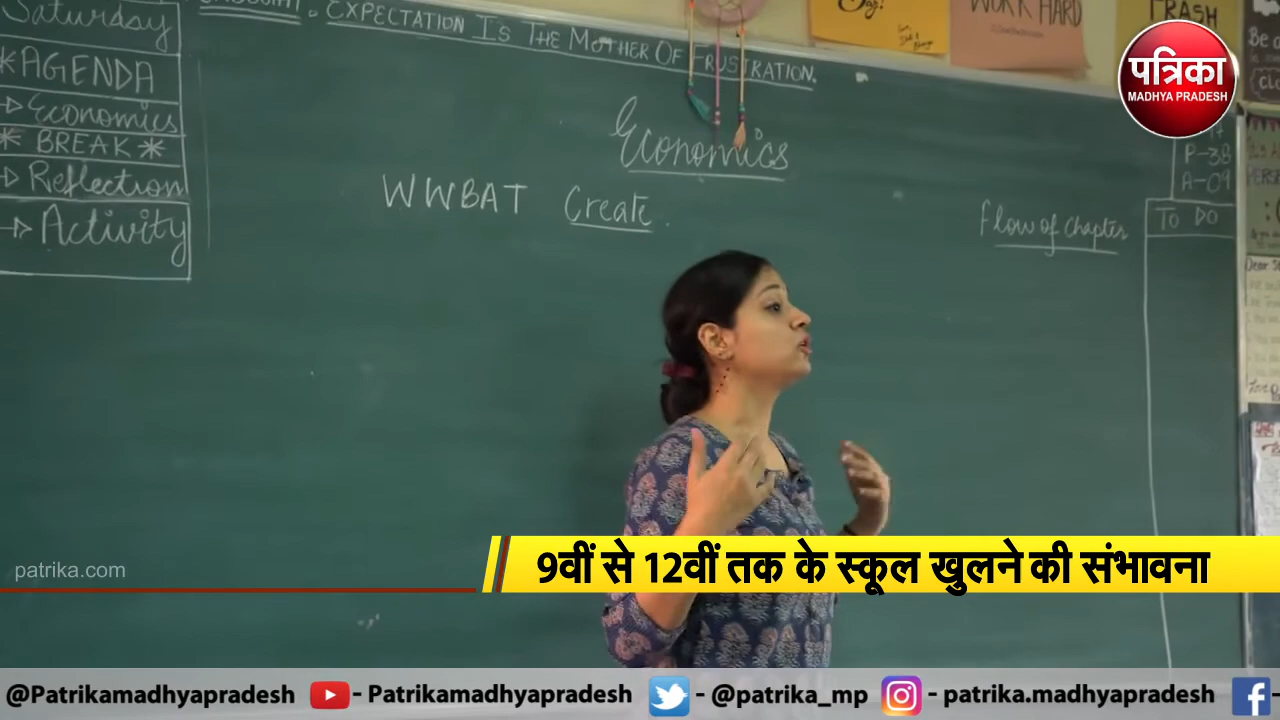 Saturday
*AGENDA
→ Economics
* BREAK *
→ Reflection
→ Activity
. EXPECTATION IS THE MOTHER OF FRUSTRATION.
WORK HARD
TRASH
पत्रिका
MADHYA PRADESH
Economics
WWBAT Create.
Flow of Chapter
P-38
A-09
TO DO
patrika.com
9वीं से 12वीं तक के स्कूल खुलने की संभावना
@Patrikamadhyapradesh - Patrikamadhyapradesh - @patrika_mp - patrika.madhyapradesh -